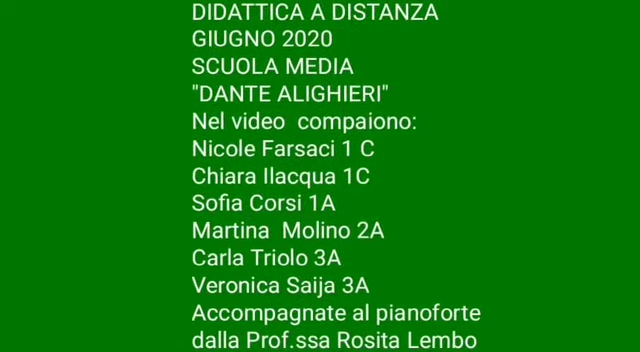 DIDATTICA A DISTANZA
GIUGNO 2020
SCUOLA MEDIA
"DANTE ALIGHIERI"
Nel video  compaiono:
Nicole Farsaci 1 C
Chiara Ilacqua 1C
Sofia Corsi 1A
Martina  Molino 2A
Carla Triolo 3A
Veronica Saija 3A
Accompagnate al pianoforte
dalla Prof.ssa Rosita Lembo